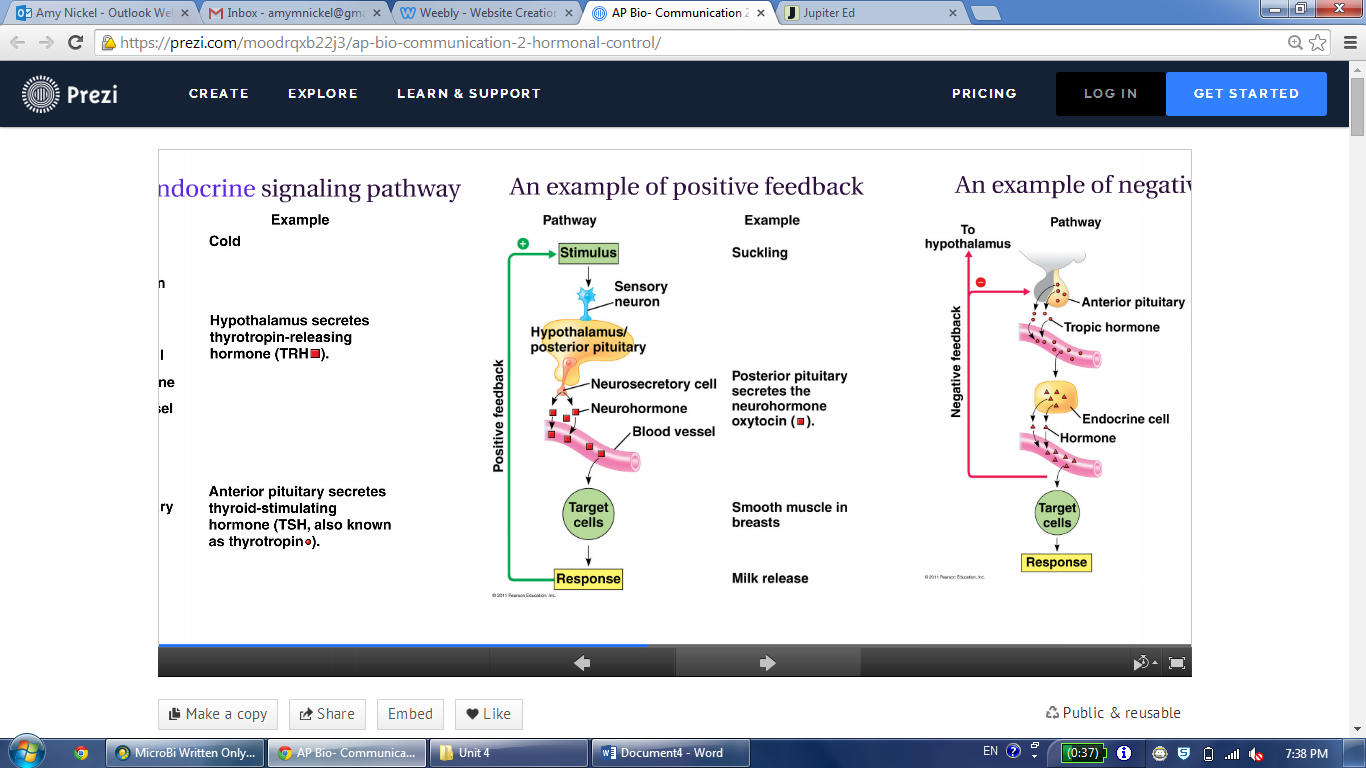 Amy Nickel - Outlook We
Inbox - amymnickel@gma
Weebly - Website Creation
AP Bio- Communication 2
Jupiter Ed
https://prezi.com/moodrqxb22j3/ap-bio-communication-2-hormonal-control/
Prezi
CREATE
EXPLORE
LEARN & SUPPORT
PRICING
LOG IN
GET STARTED
ndocrine signaling pathway
Example
Cold
n
Hypothalamus secretes
thyrotropin-releasing
hormone (TRH).
l
ne
sel
Anterior pituitary secretes
ry
thyroid-stimulating
hormone (TSH, also known
as thyrotropin).
An example of positive feedback
Pathway
Example
+
Stimulus
Suckling
Sensory
neuron
Hypothalamus/
posterior pituitary
Positive feedback
Neurosecretory cell
Neurohormone
Blood vessel
Posterior pituitary
secretes the
neurohormone
oxytocin ( ).
Target
cells
Smooth muscle in
breasts
Response
Milk release
© 2011 Pearson Education, Inc.
An example of negativ
Pathway
To
hypothalamus
Anterior pituitary
Tropic hormone
Negative feedback
Endocrine cell
Hormone
Target
cells
Response
© 2011 Pearson Education, Inc.
Make a copy
Share
Embed
Like
Public & reusable
MicroBi Written Only...
AP Bio- Communica...
Unit 4
Document4 - Word
EN
(0:37)
7:38 PM